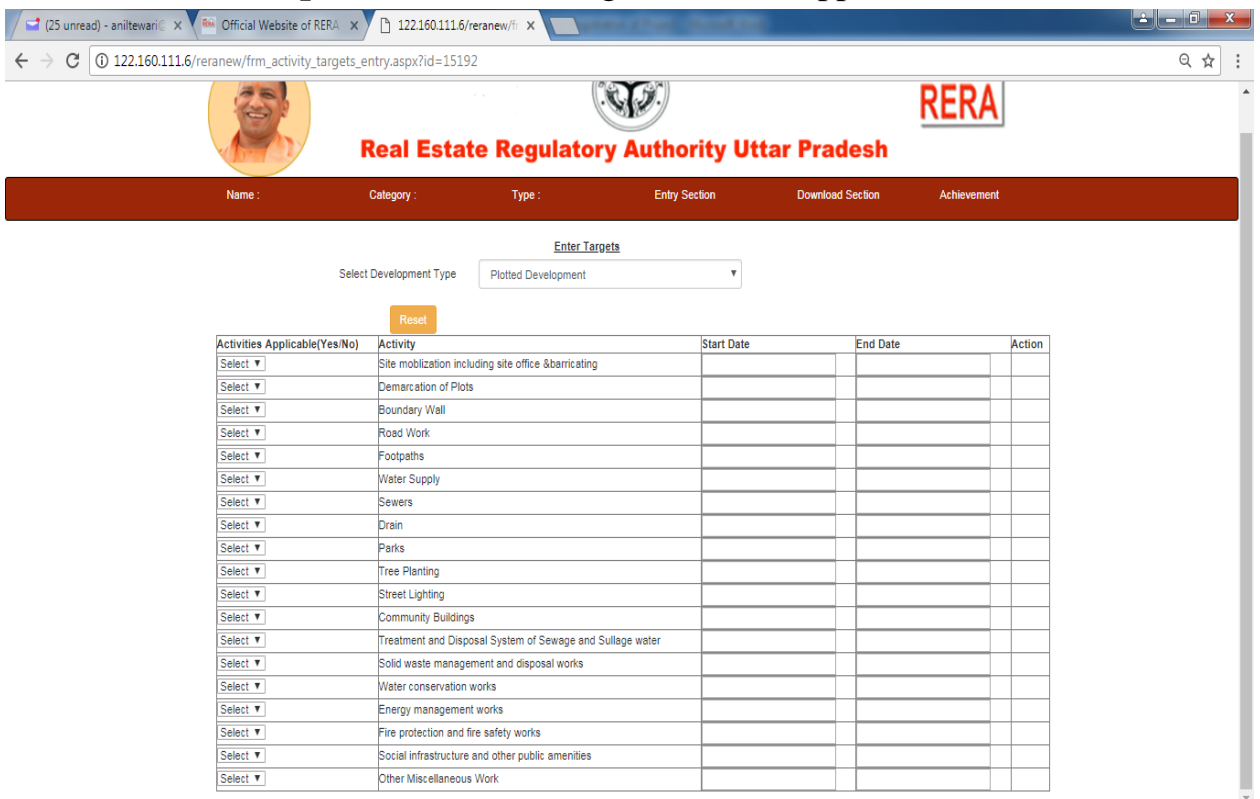 (25 unread) - aniltewari@
Official Website of RERA
122.160.111.6/reranew/fr
122.160.111.6/reranew/frm_activity_targets_entry.aspx?id=15192
RERA
Real Estate Regulatory Authority Uttar Pradesh
Name : Category : Type : Entry Section Download Section Achievement
Enter Targets
Select Development Type Plotted Development
Reset
Activities Applicable(Yes/No) Activity Start Date End Date Action
Select Site moblization including site office &barricating
Select Demarcation of Plots
Select Boundary Wall
Select Road Work
Select Footpaths
Select Water Supply
Select Sewers
Select Drain
Select Parks
Select Tree Planting
Select Street Lighting
Select Community Buildings
Select Treatment and Disposal System of Sewage and Sullage water
Select Solid waste management and disposal works
Select Water conservation works
Select Energy management works
Select Fire protection and fire safety works
Select Social infrastructure and other public amenities
Select Other Miscellaneous Work